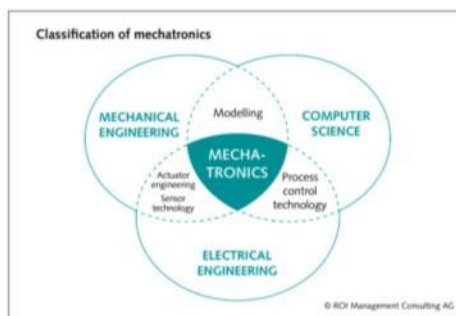 Classification of mechatronics
MECHANICAL
ENGINEERING
Modelling
COMPUTER
SCIENCE
MECHA-
TRONICS
Actuator
engineering
Sensor
technology
Process
control
technology
ELECTRICAL
ENGINEERING
© ROI Management Consulting AG